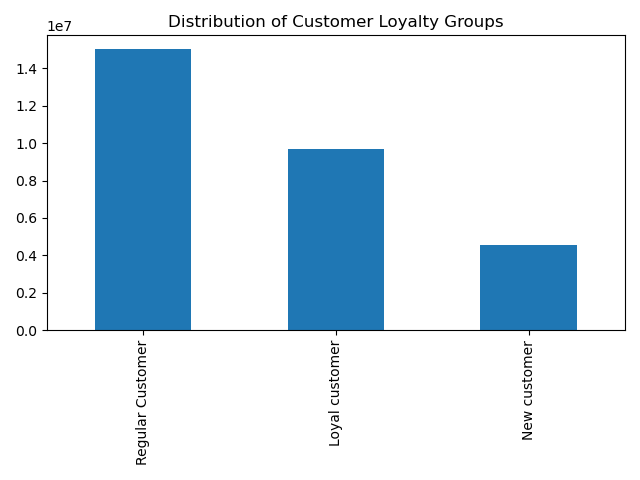 Distribution of Customer Loyalty Groups
1e7
1.4
1.2
1.0
0.8
0.6
0.4
0.2
0.0
Regular Customer
Loyal customer
New customer